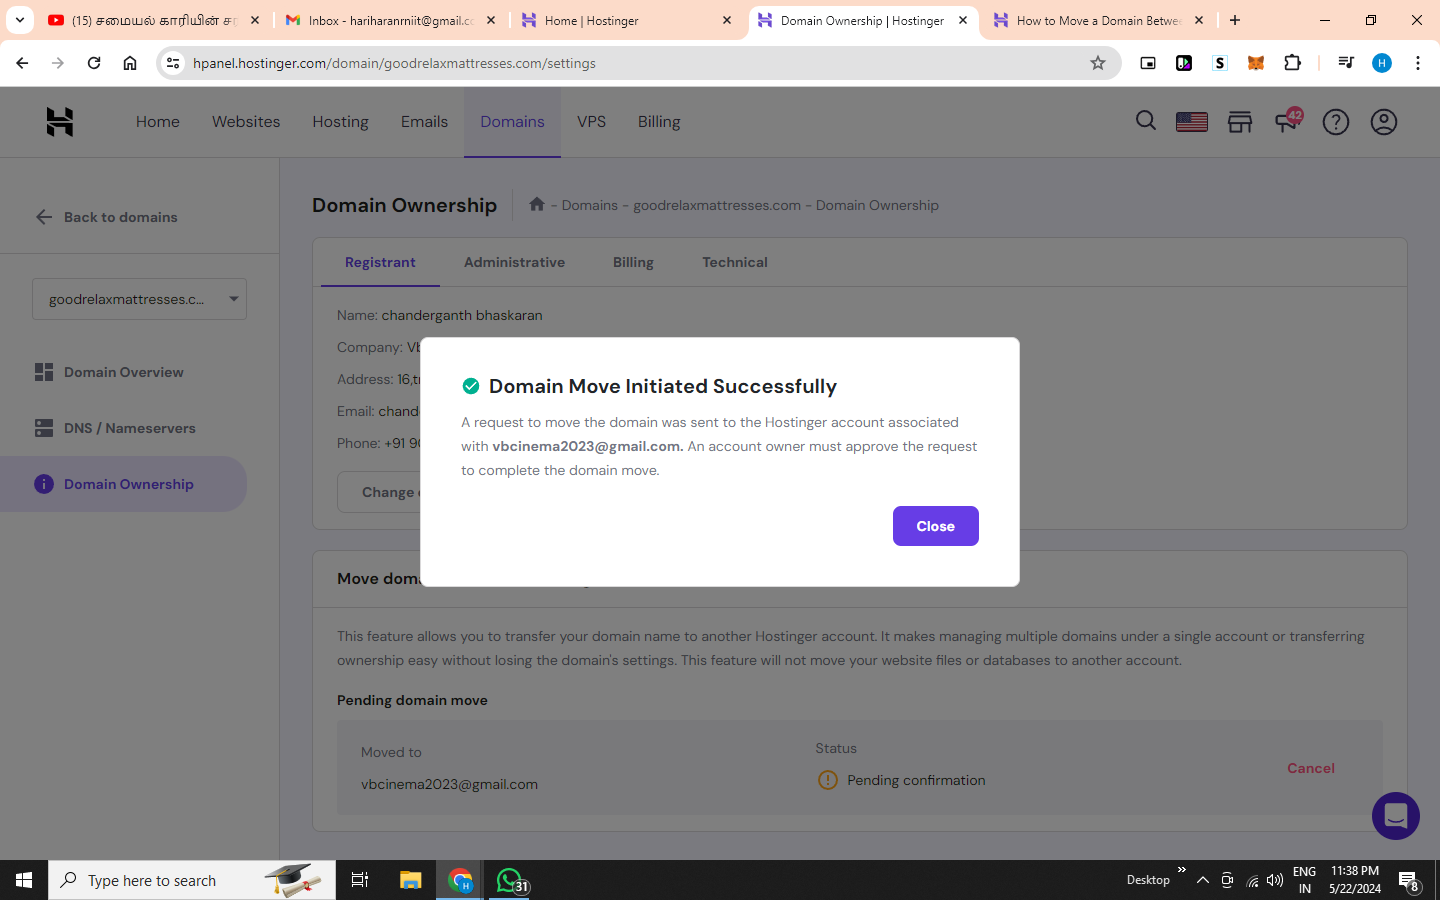 (15) சமையல் காரியின்
Inbox - hariharanrniit@gmail.co
Home | Hostinger
Domain Ownership | Hostinger
How to Move a Domain Betwe
hpanel.hostinger.com/domain/goodrelaxmattresses.com/settings
S
H
Home
Websites
Hosting
Emails
Domains
VPS
Billing
42
Back to domains
Domain Ownership
- Domains - goodrelaxmattresses.com - Domain Ownership
Registrant
Administrative
Billing
Technical
goodrelaxmattresses.c...
Name: chanderganth bhaskaran
Company: Vb
Address: 16,tr
Email: chande
Phone: +91 90
Change
Domain Overview
DNS / Nameservers
Domain Ownership
Domain Move Initiated Successfully
A request to move the domain was sent to the Hostinger account associated
with vbcinema2023@gmail.com. An account owner must approve the request
to complete the domain move.
Close
Move dom
This feature allows you to transfer your domain name to another Hostinger account. It makes managing multiple domains under a single account or transferring
ownership easy without losing the domain's settings. This feature will not move your website files or databases to another account.
Pending domain move
Moved to
vbcinema2023@gmail.com
Status
Pending confirmation
Cancel
Type here to search
H
31
Desktop
ENG
IN
11:38 PM
5/22/2024
8